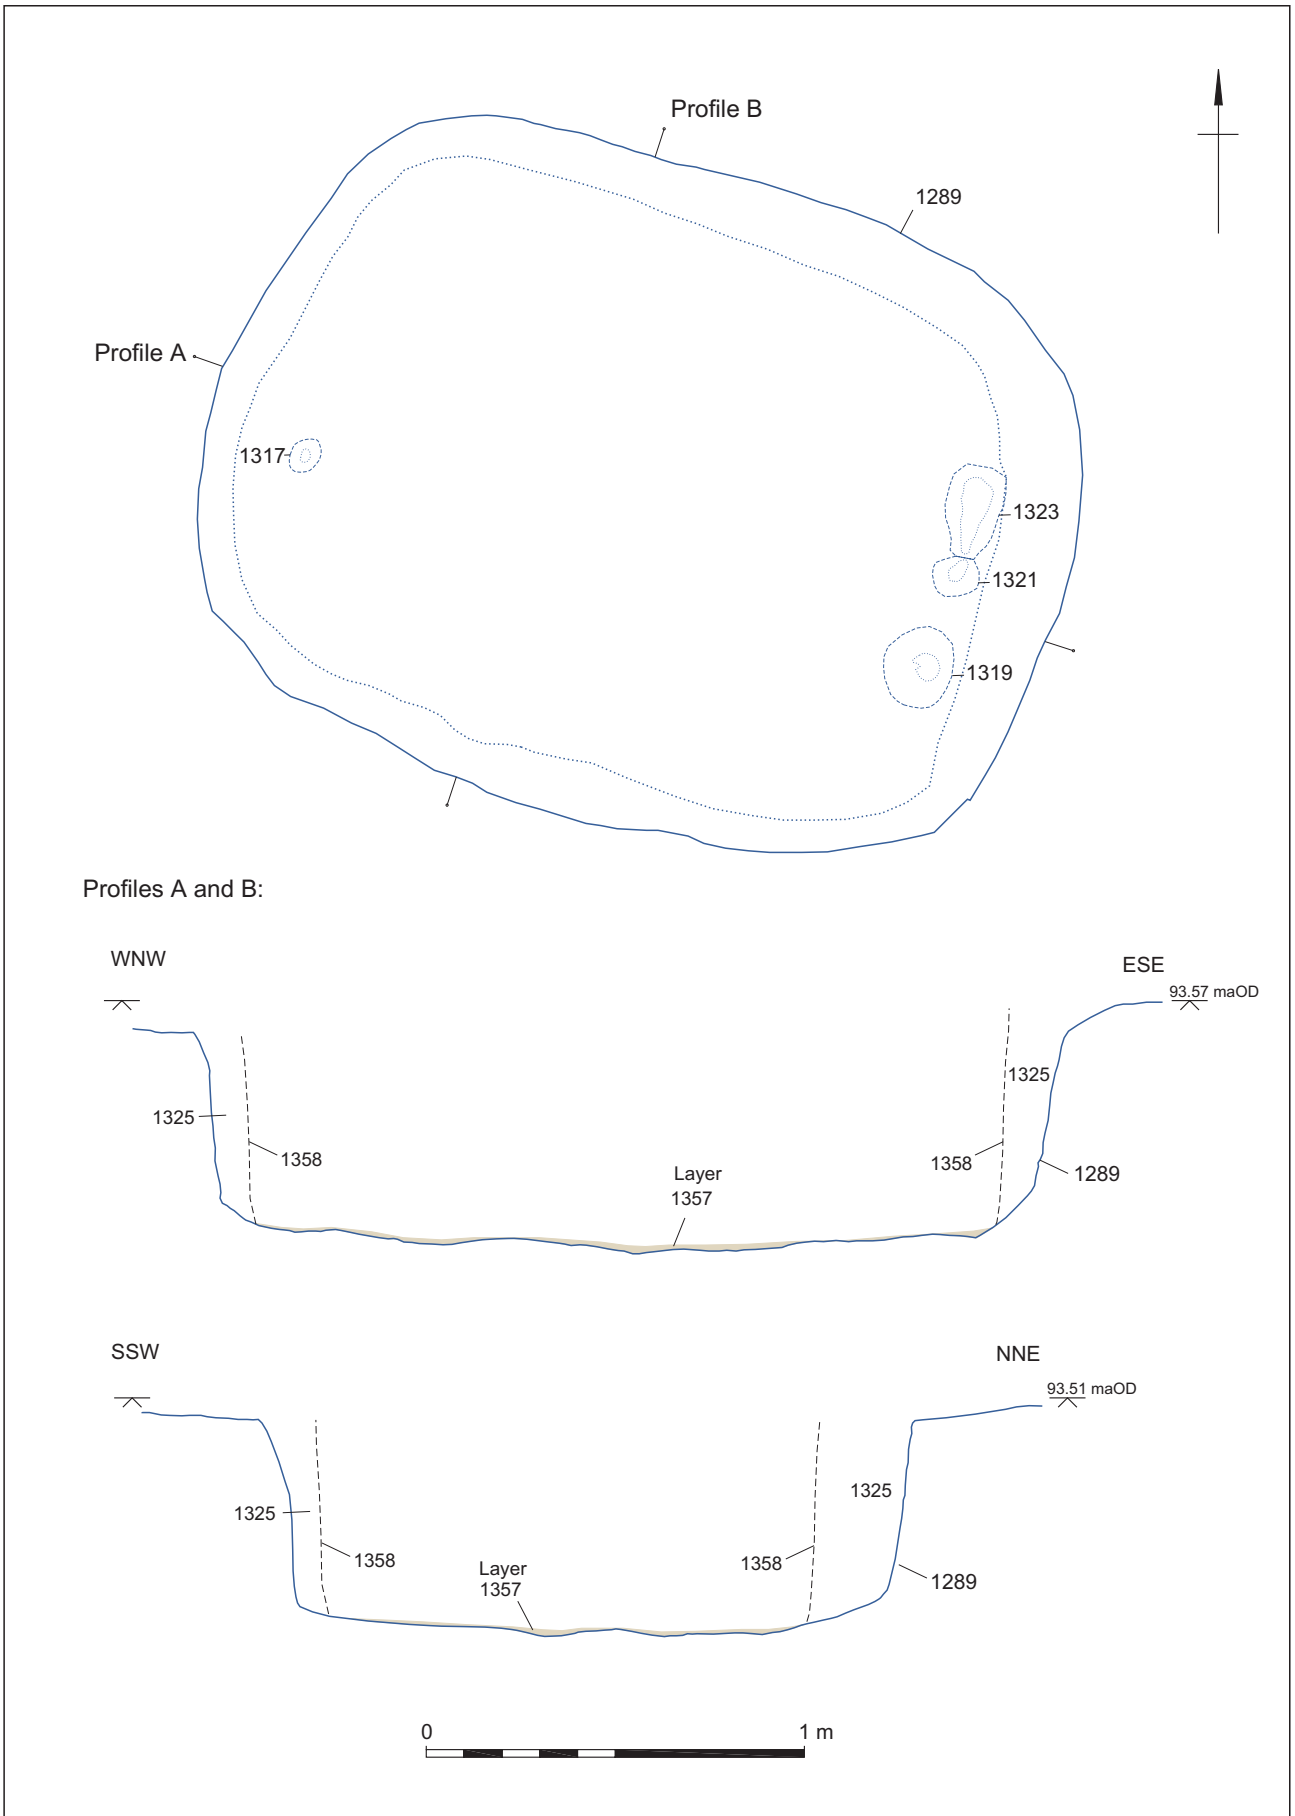 Profile B
1289
Profile A
1317
1323
1321
1319
Profiles A and B:
WNW
ESE
93.57 maOD
1325
1325
1358
1358
1289
Layer
1357
SSW
NNE
93.51 maOD
1325
1325
1358
1358
1289
Layer
1357
0
1 m